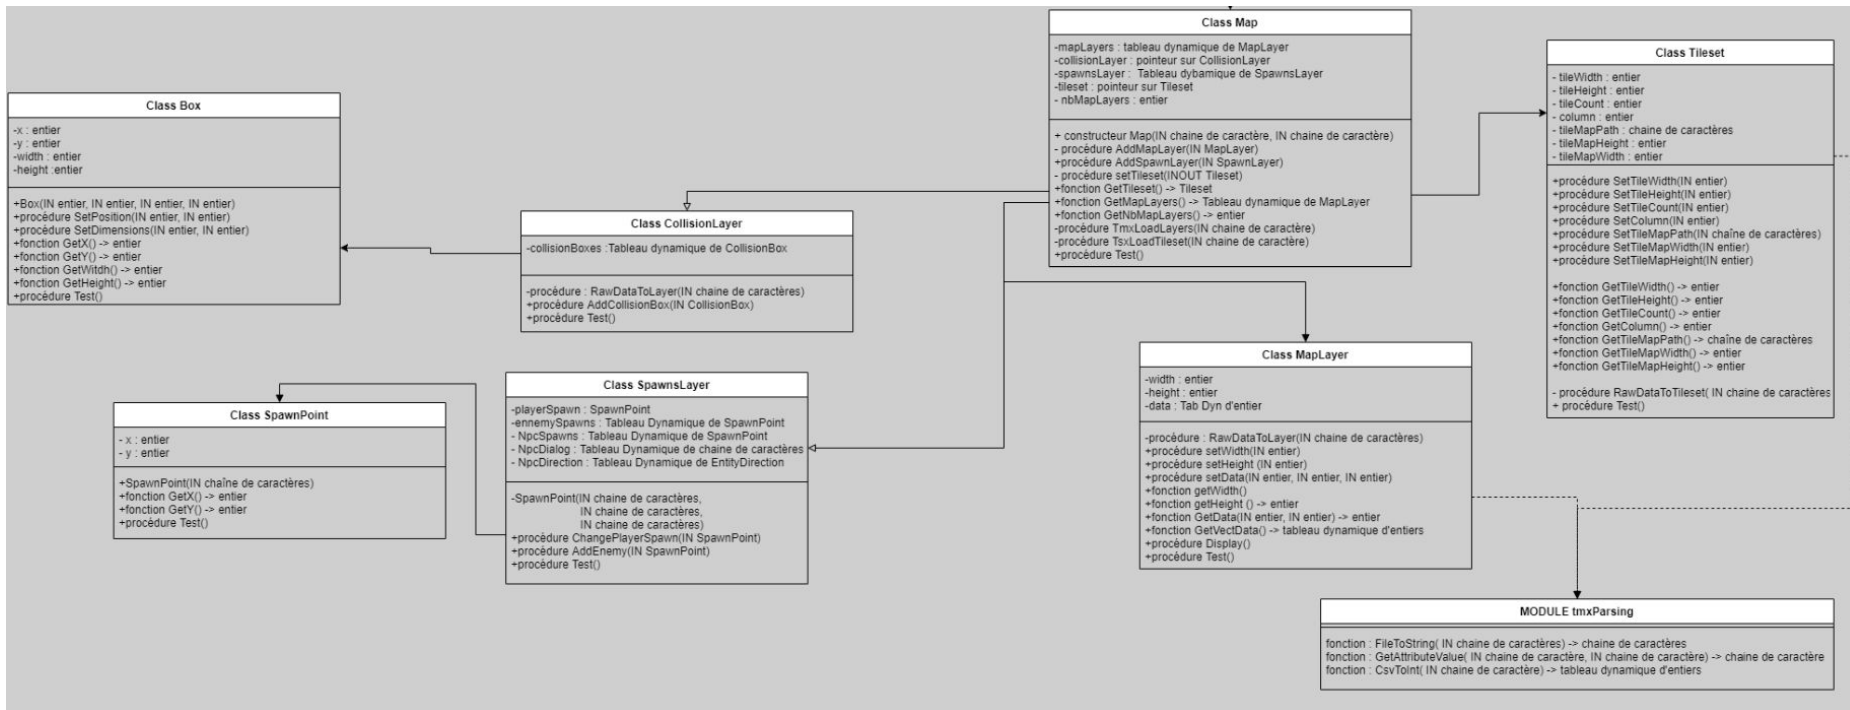 Class Map
-mapLayers : tableau dynamique de MapLayer
-collisionLayer : pointeur sur CollisionLayer
-spawnsLayer :  Tableau dybamique de SpawnsLayer
-tileset : pointeur sur Tileset
- nbMapLayers : entier
+ constructeur Map(IN chaine de caractère, IN chaine de caractère)
- procédure AddMapLayer(IN MapLayer)
+procédure AddSpawnLayer(IN SpawnLayer)
- procédure setTileset(INOUT Tileset)
+fonction GetTileset() -> Tileset
+fonction GetMapLayers() -> Tableau dynamique de MapLayer
+fonction GetNbMapLayers() -> entier
-procédure TmxLoadLayers(IN chaine de caractère)
-procédure TsxLoadTileset(IN chaine de caractère)
+procédure Test()
Class Tileset
- tileWidth : entier
- tileHeight : entier
- tileCount : entier
- column : entier
- tileMapPath : chaine de caractères
- tileMapHeight : entier
- tileMapWidth : entier
+procédure SetTileWidth(IN entier)
+procédure SetTileHeight(IN entier)
+procédure SetTileCount(IN entier)
+procédure SetColumn(IN entier)
+procédure SetTileMapPath(IN chaîne de caractères)
+procédure SetTileMapWidth(IN entier)
+procédure SetTileMapHeight(IN entier)
+fonction GetTileWidth() -> entier
+fonction GetTileHeight() -> entier
+fonction GetTileCount() -> entier
+fonction GetColumn() -> entier
+fonction GetTileMapPath() -> chaîne de caractères
+fonction GetTileMapWidth() -> entier
+fonction GetTileMapHeight() -> entier
- procédure RawDataToTileset( IN chaine de caractères
+ procédure Test()
Class Box
-x : entier
-y : entier
-width : entier
-height :entier
+Box(IN entier, IN entier, IN entier, IN entier)
+procédure SetPosition(IN entier, IN entier)
+procédure SetDimensions(IN entier, IN entier)
+fonction GetX() -> entier
+fonction GetY() -> entier
+fonction GetWitdh() -> entier
+fonction GetHeight() -> entier
+procédure Test()
Class CollisionLayer
-collisionBoxes :Tableau dynamique de CollisionBox
-procédure : RawDataToLayer(IN chaine de caractères)
+procédure AddCollisionBox(IN CollisionBox)
+procédure Test()
Class MapLayer
-width : entier
-height : entier
-data : Tab Dyn d'entier
-procédure : RawDataToLayer(IN chaine de caractères)
+procédure setWidth(IN entier)
+procédure setHeight (IN entier)
+procédure setData(IN entier, IN entier, IN entier)
+fonction getWidth()
+fonction getHeight () -> entier
+fonction GetData(IN entier, IN entier) -> entier
+fonction GetVectData() -> tableau dynamique d'entiers
+procédure Display()
+procédure Test()
Class SpawnsLayer
-playerSpawn : SpawnPoint
-ennemySpawns : Tableau Dynamique de SpawnPoint
- NpcSpawns : Tableau Dynamique de SpawnPoint
- NpcDialog : Tableau Dynamique de chaine de caractères
- NpcDirection : Tableau Dynamique de EntityDirection
-SpawnPoint(IN chaine de caractères,
IN chaine de caractères,
IN chaine de caractères)
+procédure ChangePlayerSpawn(IN SpawnPoint)
+procédure AddEnemy(IN SpawnPoint)
+procédure Test()
Class SpawnPoint
- x : entier
- y : entier
+SpawnPoint(IN chaîne de caractères)
+fonction GetX() -> entier
+fonction GetY() -> entier
+procédure Test()
MODULE tmxParsing
fonction : FileToString( IN chaine de caractères) -> chaine de caractères
fonction : GetAttributeValue( IN chaine de caractère, IN chaine de caractère) -> chaine de caractère
fonction : CsvToInt( IN chaine de caractère) -> tableau dynamique d'entiers